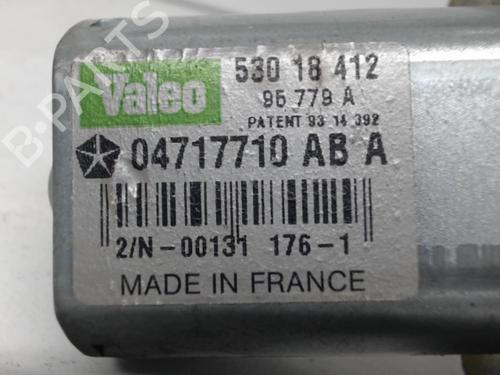 Valeo
530 18 412
95 779 A
PATENT 93 14 392
04717710 AB A
2/N-00131 176-1
MADE IN FRANCE
B-PARTS